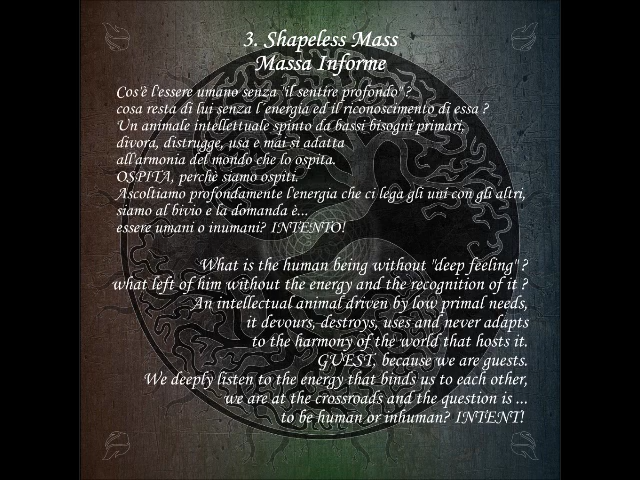 3. Shapeless Mass
Massa Informe
Cos'è l'essere umano senza "il sentire profondo" ?
cosa resta di lui senza l'energia ed il riconoscimento di essa ?
Un animale intellettuale spinto da bassi bisogni primari,
divora, distrugge, usa e mai si adatta
all'armonia del mondo che lo ospita.
OSPITA, perchè siamo ospiti.
Ascoltiamo profondamente l'energia che ci lega gli uni con gli altri,
siamo al bivio e la domanda è...
essere umani o inumani? INTENTO!
What is the human being without "deep feeling" ?
what left of him without the energy and the recognition of it ?
An intellectual animal driven by low primal needs,
it devours, destroys, uses and never adapts
to the harmony of the world that hosts it.
GUEST, because we are guests.
We deeply listen to the energy that binds us to each other,
we are at the crossroads and the question is ...
to be human or inhuman? INTENT!